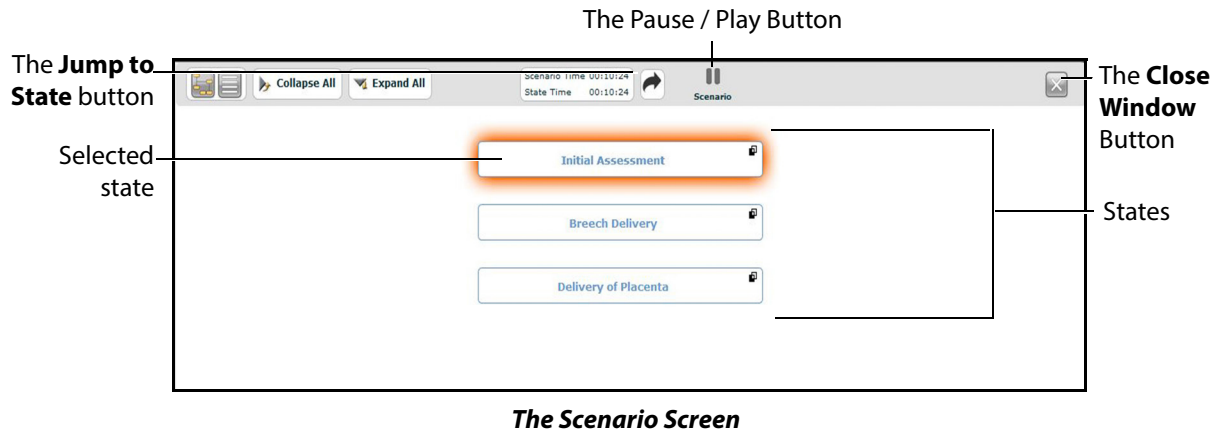 The Pause / Play Button
The Jump to
State button
Collapse All
Expand All
Scenario Time 00:10:24
State Time 00:10:24
Scenario
The Close
Window
Button
Selected
state
Initial Assessment
Breech Delivery
Delivery of Placenta
States
The Scenario Screen